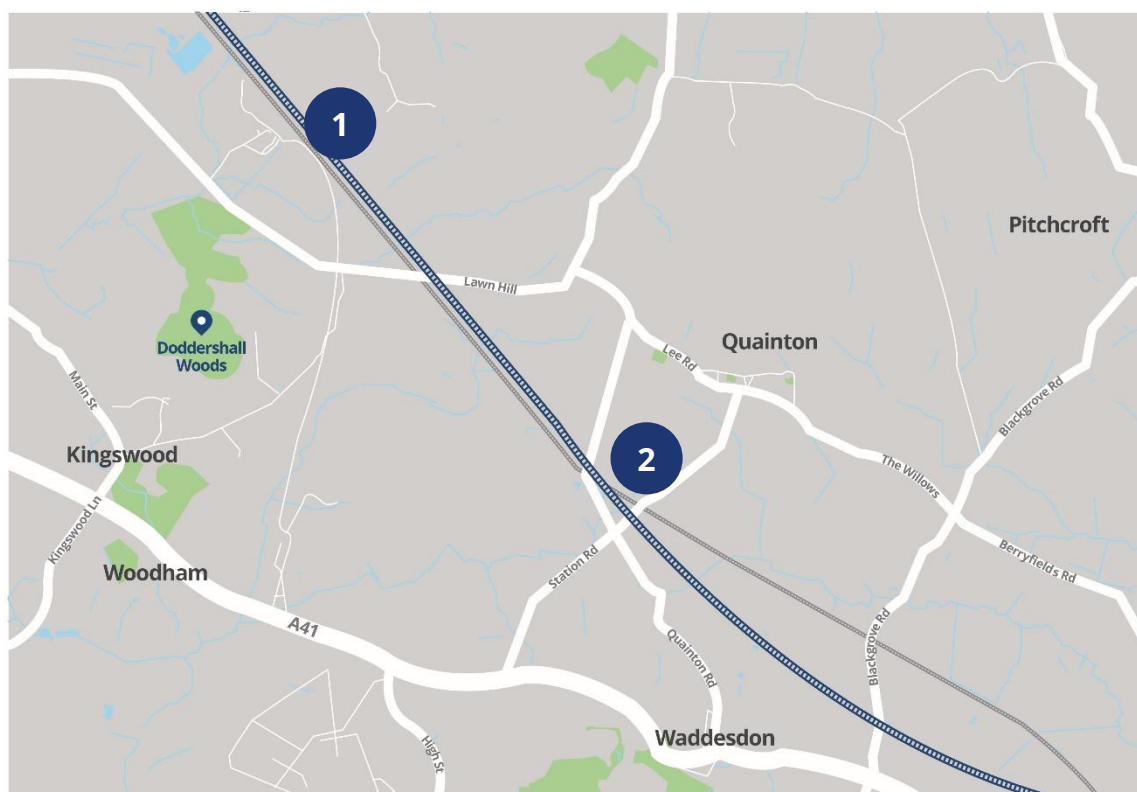 1
Pitchcroft
Lawn Hill
Quainton
Doddershall
Woods
Lee Rd
Main St
Blackgrove Rd
Kingswood
2
The Willows
Kingswood Ln
Woodham
Station Rd
Berryfields Rd
A41
Quainton Rd
Blackgrove Rd
Waddesdon
High St